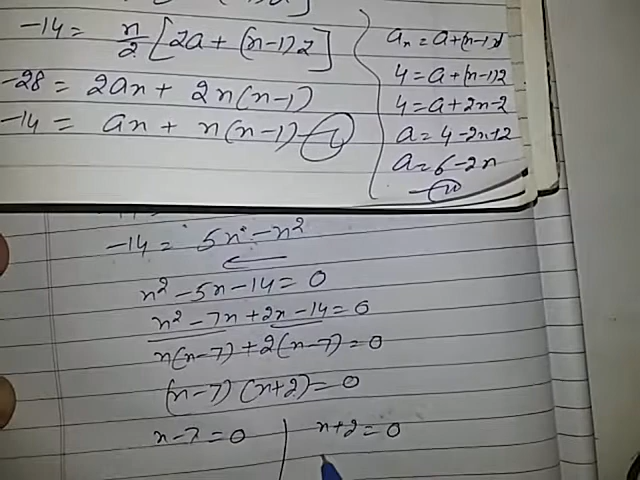 -14 = n/2 [2a + (n-1)2]
-28 = 2an + 2n(n-1)
-14 = an + n(n-1)
aₙ = a+(n-1)d
4 = a+(n-1)2
4 = a+2n-2
a = 4-2n+2
a = 6-2n
-14 = 5n - n²
n² - 5n - 14 = 0
n² - 7n + 2n - 14 = 0
n(n-7) + 2(n-7) = 0
(n-7) (n+2) = 0
n-7 = 0
n+2 = 0